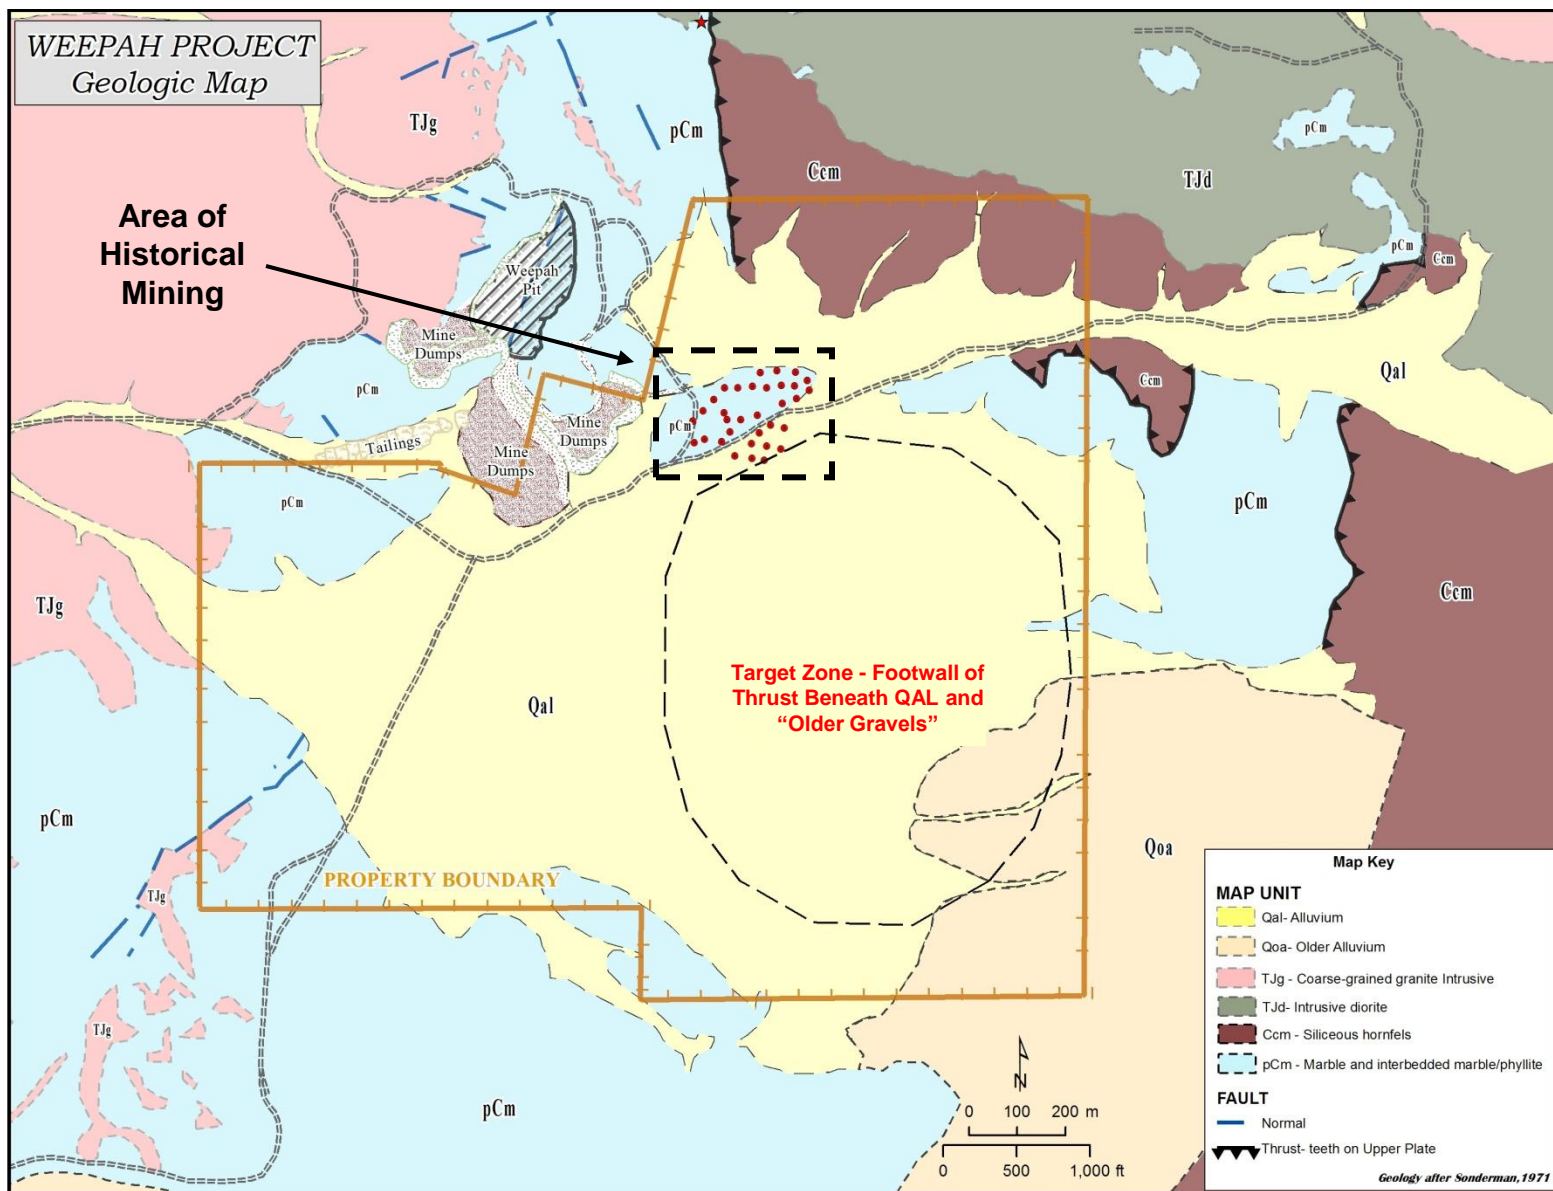 WEEPAH PROJECT
Geologic Map
TJg
pCm
Ccm
TJd
pCm
pCm
Ccm
Area of
Historical
Mining
Weepah
Pit
Mine
Dumps
pCm
Qal
Ccm
pCm
Mine
Dumps
Tailings
Mine
Dumps
pCm
pCm
TJg
Ccm
Target Zone - Footwall of
Thrust Beneath QAL and
“Older Gravels”
Qal
pCm
Qoa
PROPERTY BOUNDARY
TJg
TJg
pCm
N
0 100 200 m
0 500 1,000 ft
Map Key
MAP UNIT
Qal- Alluvium
Qoa- Older Alluvium
TJg - Coarse-grained granite Intrusive
TJd- Intrusive diorite
Ccm - Siliceous hornfels
pCm - Marble and interbedded marble/phyllite
FAULT
Normal
Thrust- teeth on Upper Plate
Geology after Sonderman,1971